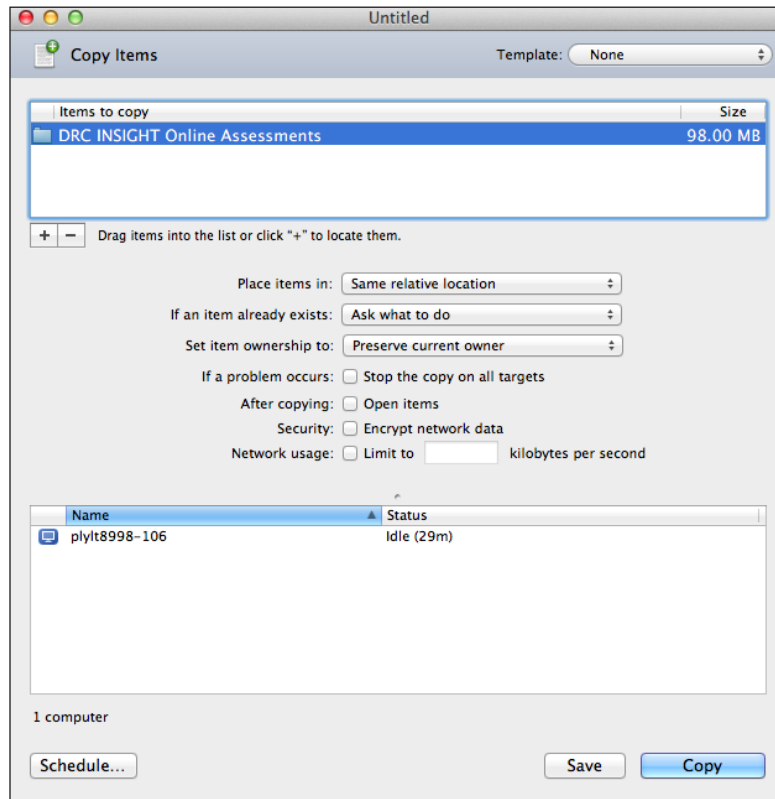 Untitled
Copy Items Template: None
Items to copy Size
DRC INSIGHT Online Assessments 98.00 MB
+ − Drag items into the list or click “+” to locate them.
Place items in: Same relative location
If an item already exists: Ask what to do
Set item ownership to: Preserve current owner
If a problem occurs: Stop the copy on all targets
After copying: Open items
Security: Encrypt network data
Network usage: Limit to kilobytes per second
Name Status
plylt8998-106 Idle (29m)
1 computer
Schedule... Save Copy